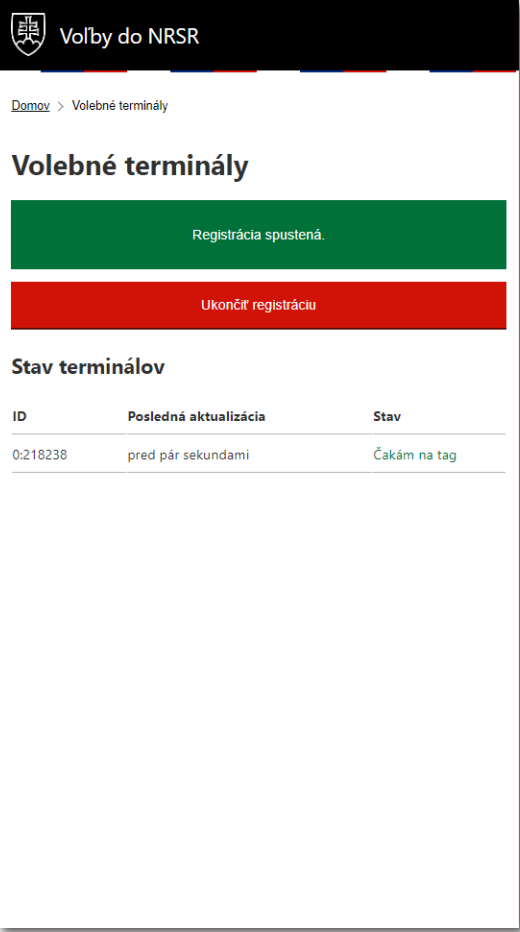 Voľby do NRSR
Domov > Volebné terminály
Volebné terminály
Registrácia spustená.
Ukončiť registráciu
Stav terminálov
ID Posledná aktualizácia Stav
0:218238 pred pár sekundami Čakám na tag